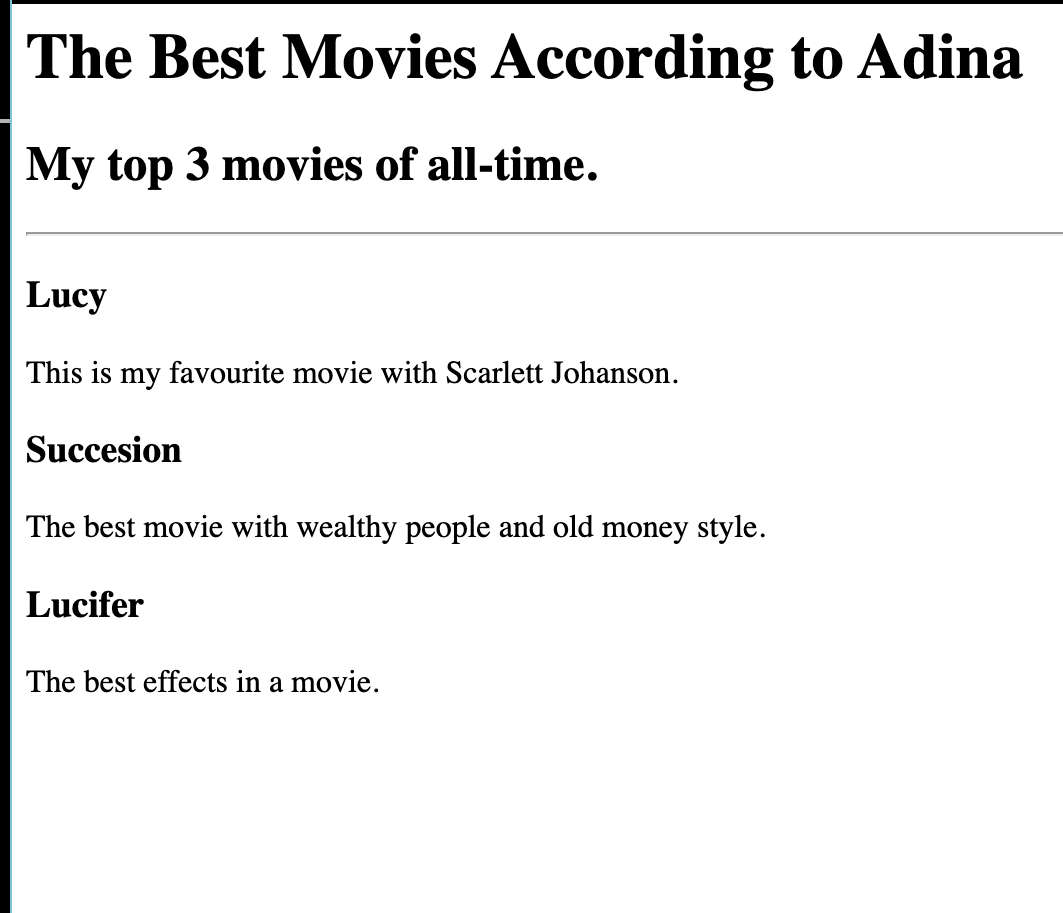 The Best Movies According to Adina
My top 3 movies of all-time.
Lucy
This is my favourite movie with Scarlett Johanson.
Succesion
The best movie with wealthy people and old money style.
Lucifer
The best effects in a movie.